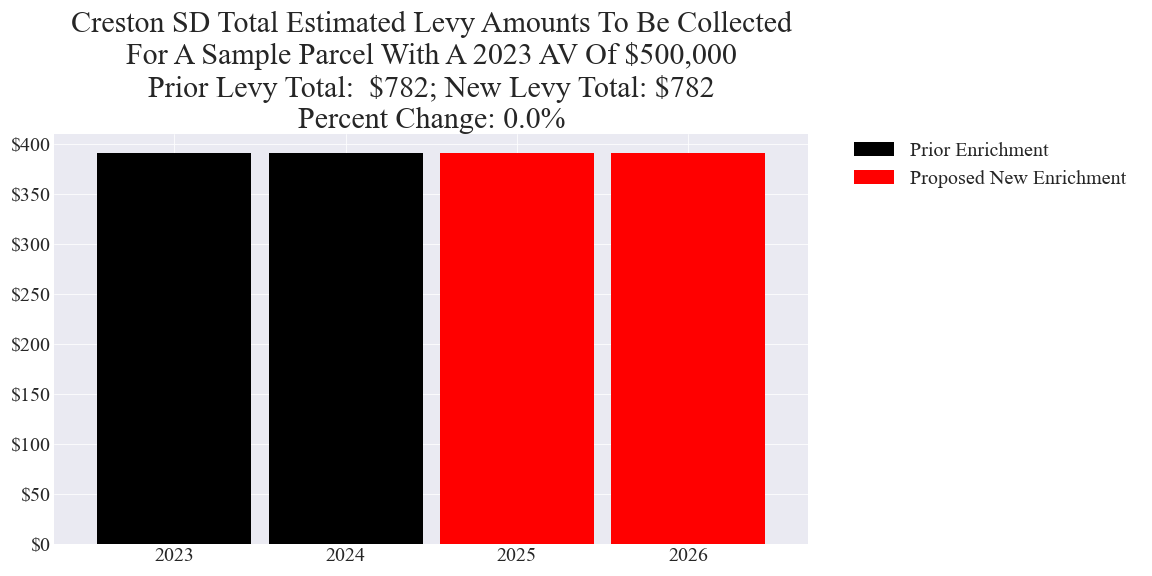 Creston SD Total Estimated Levy Amounts To Be Collected
For A Sample Parcel With A 2023 AV Of $500,000
Prior Levy Total:  $782; New Levy Total: $782
Percent Change: 0.0%
$400
$350
$300
$250
$200
$150
$100
$50
$0
2023
2024
2025
2026
Prior Enrichment
Proposed New Enrichment